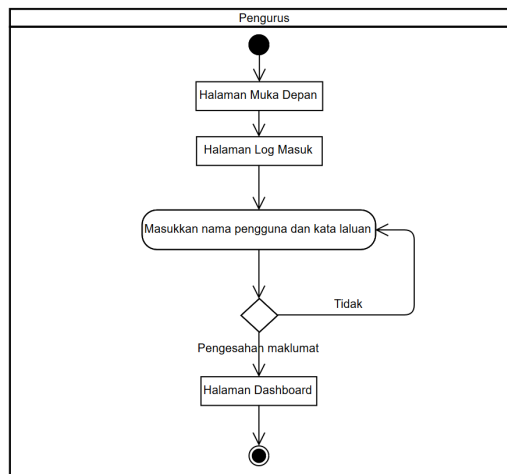 Pengurus
Halaman Muka Depan
Halaman Log Masuk
Masukkan nama pengguna dan kata laluan
Tidak
Pengesahan maklumat
Halaman Dashboard